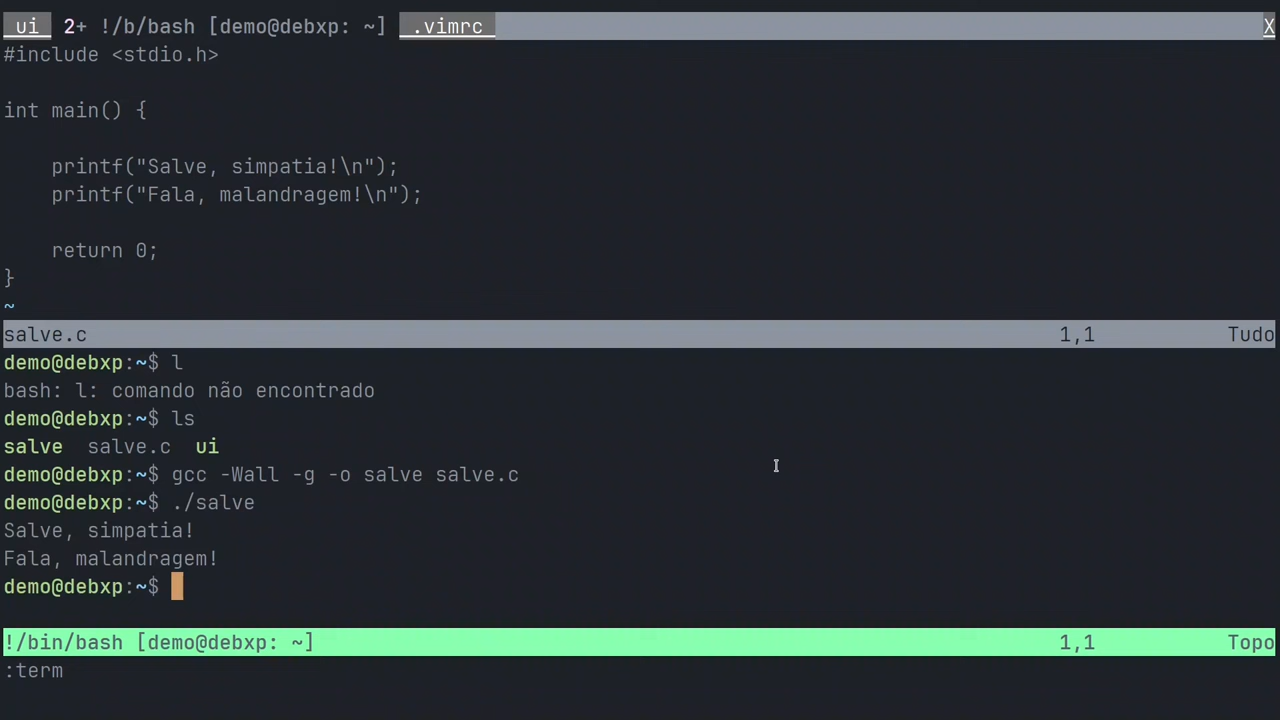 ui 2+ !/b/bash [demo@debxp: ~] .vimrc X
#include <stdio.h>
int main() {
printf("Salve, simpatia!\n");
printf("Fala, malandragem!\n");
return 0;
}
~
salve.c 1,1 Tudo
demo@debxp:~$ l
bash: l: comando não encontrado
demo@debxp:~$ ls
salve salve.c ui
demo@debxp:~$ gcc -Wall -g -o salve salve.c
demo@debxp:~$ ./salve
Salve, simpatia!
Fala, malandragem!
demo@debxp:~$
!/bin/bash [demo@debxp: ~] 1,1 Topo
:term